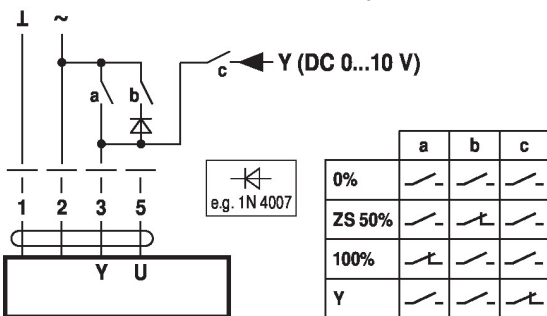 ⊥ ~
c Y (DC 0...10 V)
a b
e.g. 1N 4007
1 2 3 5
Y U
a b c
0%
ZS 50%
100%
Y